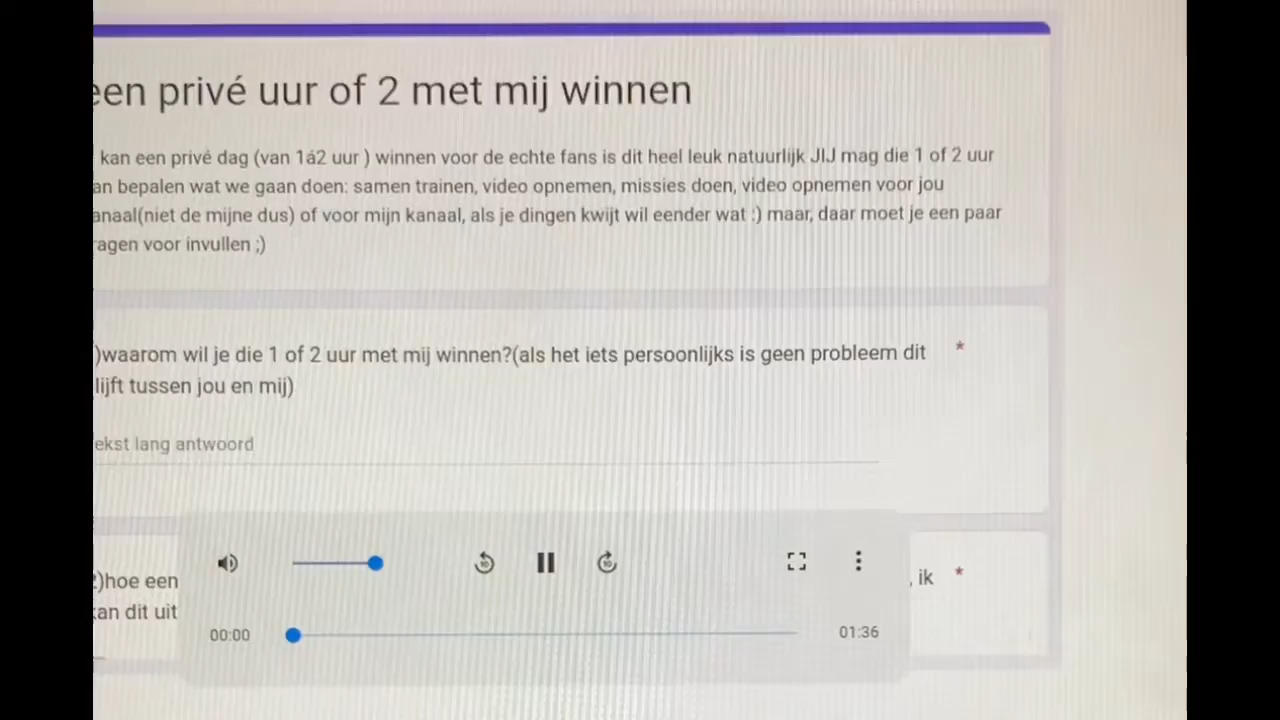 een privé uur of 2 met mij winnen
kan een privé dag (van 1á2 uur ) winnen voor de echte fans is dit heel leuk natuurlijk JIJ mag die 1 of 2 uur
an bepalen wat we gaan doen: samen trainen, video opnemen, missies doen, video opnemen voor jou
anaal(niet de mijne dus) of voor mijn kanaal, als je dingen kwijt wil eender wat :) maar, daar moet je een paar
ragen voor invullen ;)
)waarom wil je die 1 of 2 uur met mij winnen?(als het iets persoonlijks is geen probleem dit *
lijft tussen jou en mij)
ekst lang antwoord
2)hoe een , ik *
kan dit uit
00:00 01:36